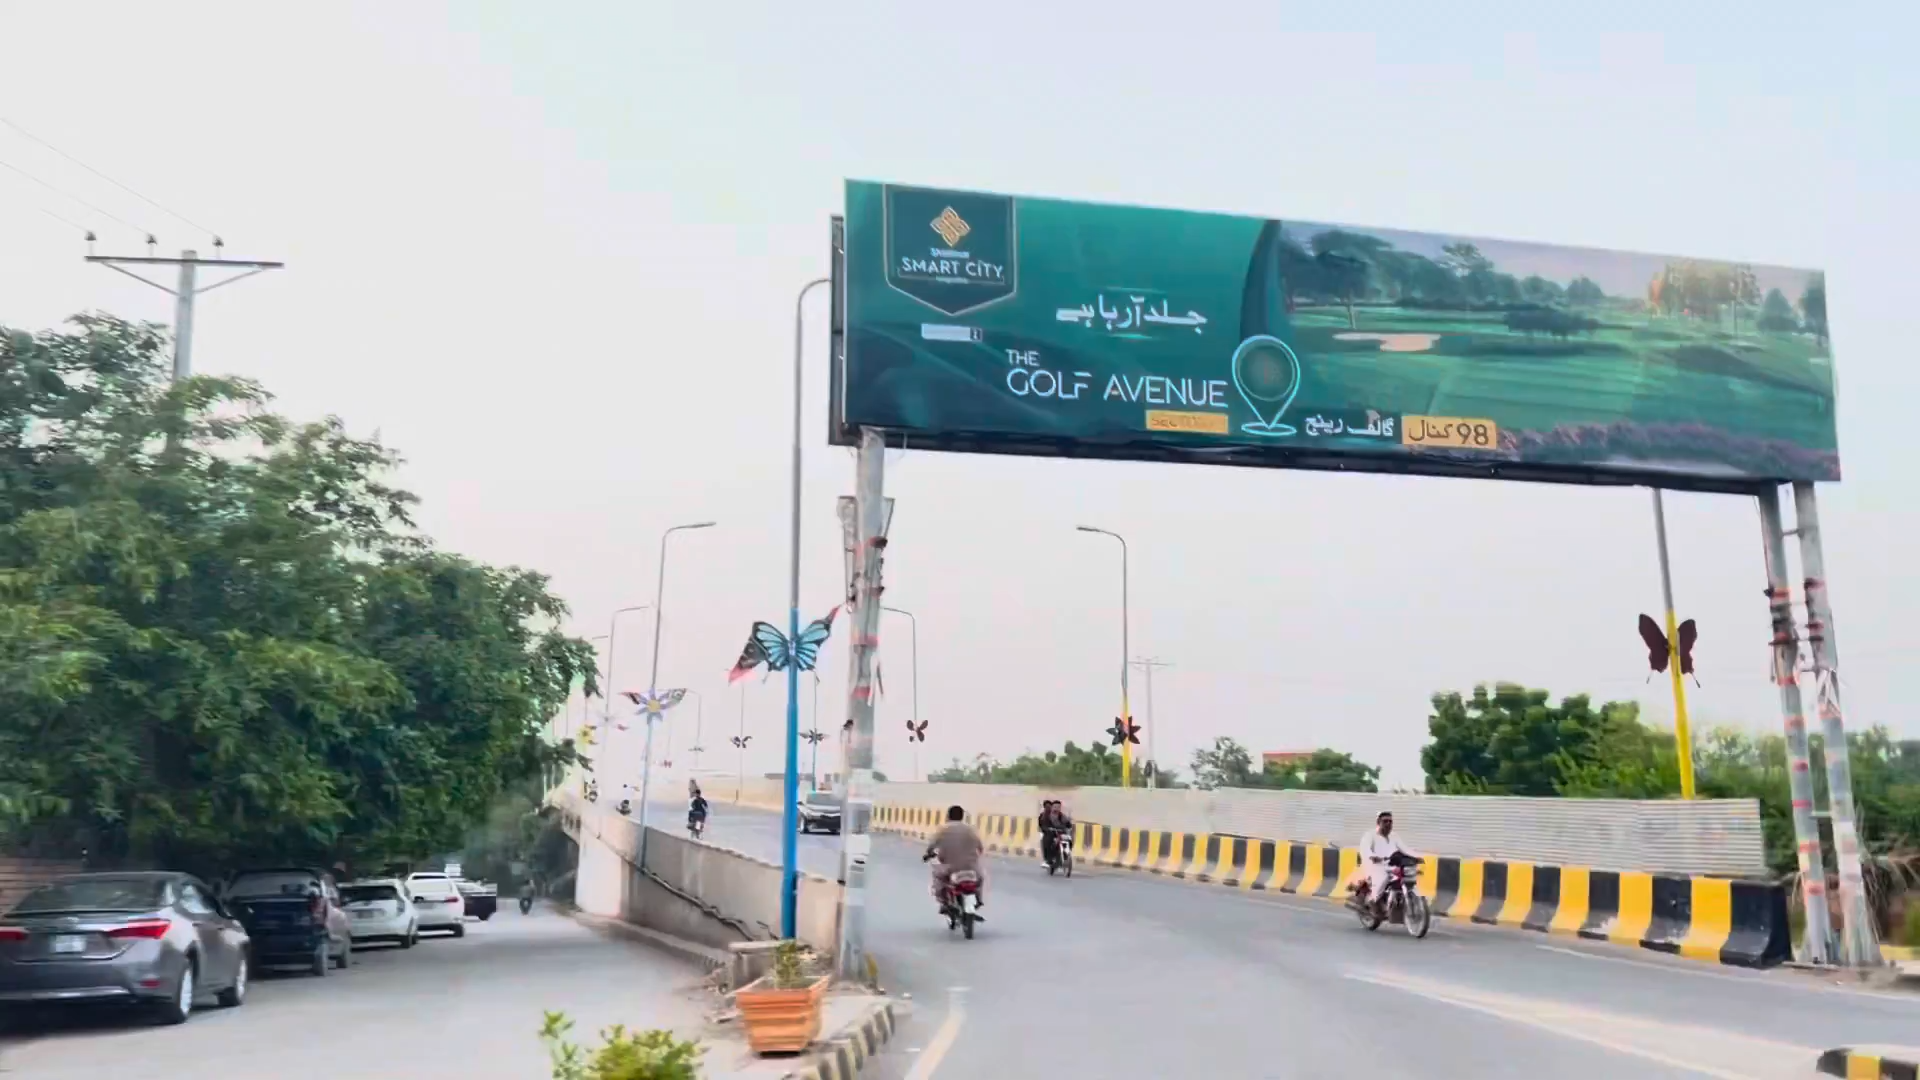 SMART CITY
جلد آرہا ہے
THE
GOLF AVENUE
گالف رینج
98 کنال